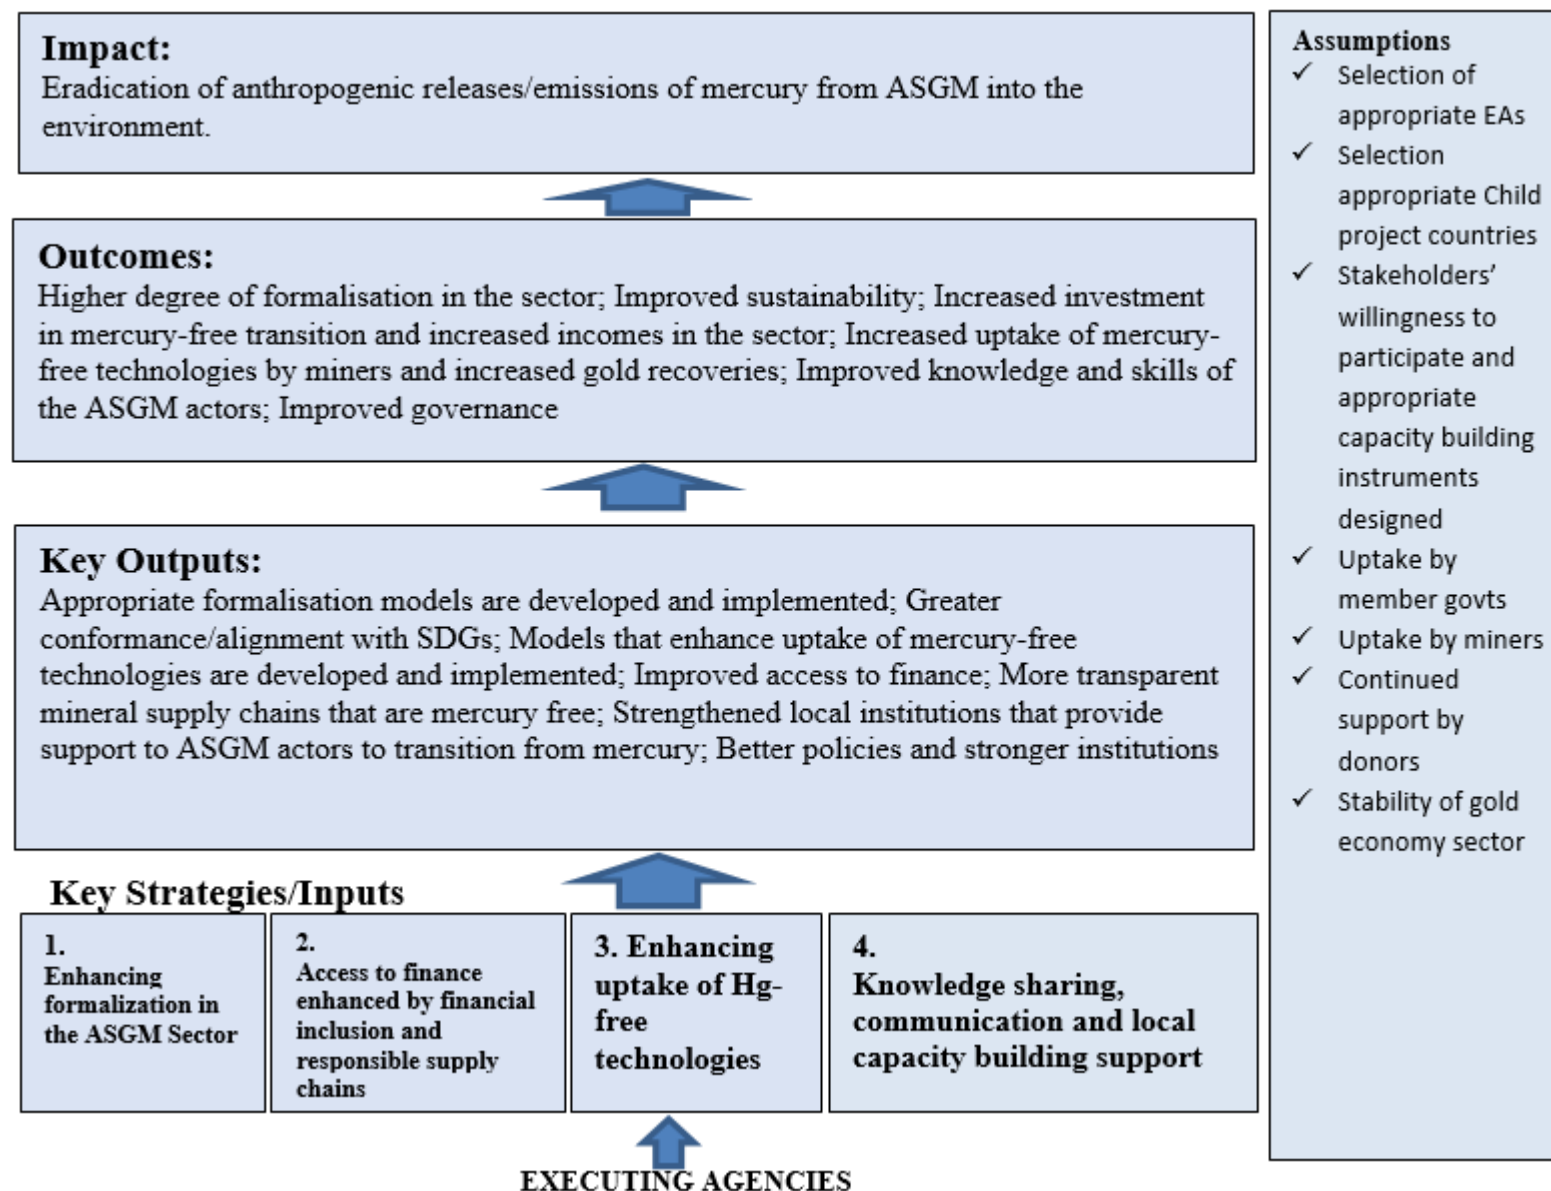 Impact:
Eradication of anthropogenic releases/emissions of mercury from ASGM into the
environment.
Outcomes:
Higher degree of formalisation in the sector; Improved sustainability; Increased investment
in mercury-free transition and increased incomes in the sector; Increased uptake of mercury-
free technologies by miners and increased gold recoveries; Improved knowledge and skills of
the ASGM actors; Improved governance
Key Outputs:
Appropriate formalisation models are developed and implemented; Greater
conformance/alignment with SDGs; Models that enhance uptake of mercury-free
technologies are developed and implemented; Improved access to finance; More transparent
mineral supply chains that are mercury free; Strengthened local institutions that provide
support to ASGM actors to transition from mercury; Better policies and stronger institutions
Key Strategies/Inputs
1.
Enhancing
formalization in
the ASGM Sector
2.
Access to finance
enhanced by financial
inclusion and
responsible supply
chains
3. Enhancing
uptake of Hg-
free
technologies
4.
Knowledge sharing,
communication and local
capacity building support
EXECUTING AGENCIES
Assumptions
✓ Selection of
appropriate EAs
✓ Selection
appropriate Child
project countries
✓ Stakeholders’
willingness to
participate and
appropriate
capacity building
instruments
designed
✓ Uptake by
member govts
✓ Uptake by miners
✓ Continued
support by
donors
✓ Stability of gold
economy sector